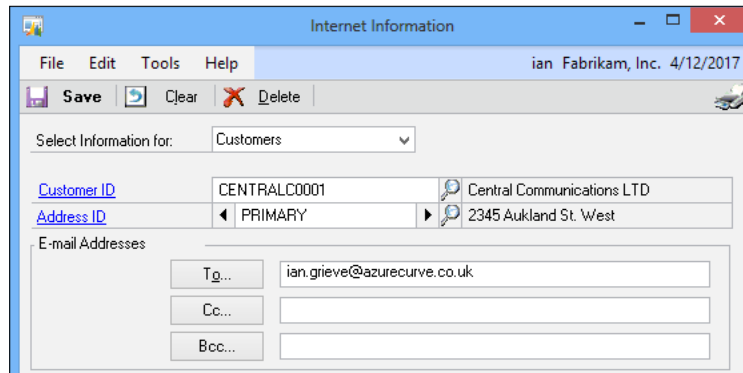 Internet Information
File Edit Tools Help ian Fabrikam, Inc. 4/12/2017
Save Clear Delete
Select Information for: Customers
Customer ID CENTRALC0001 Central Communications LTD
Address ID PRIMARY 2345 Aukland St. West
E-mail Addresses
To... ian.grieve@azurecurve.co.uk
Cc...
Bcc...